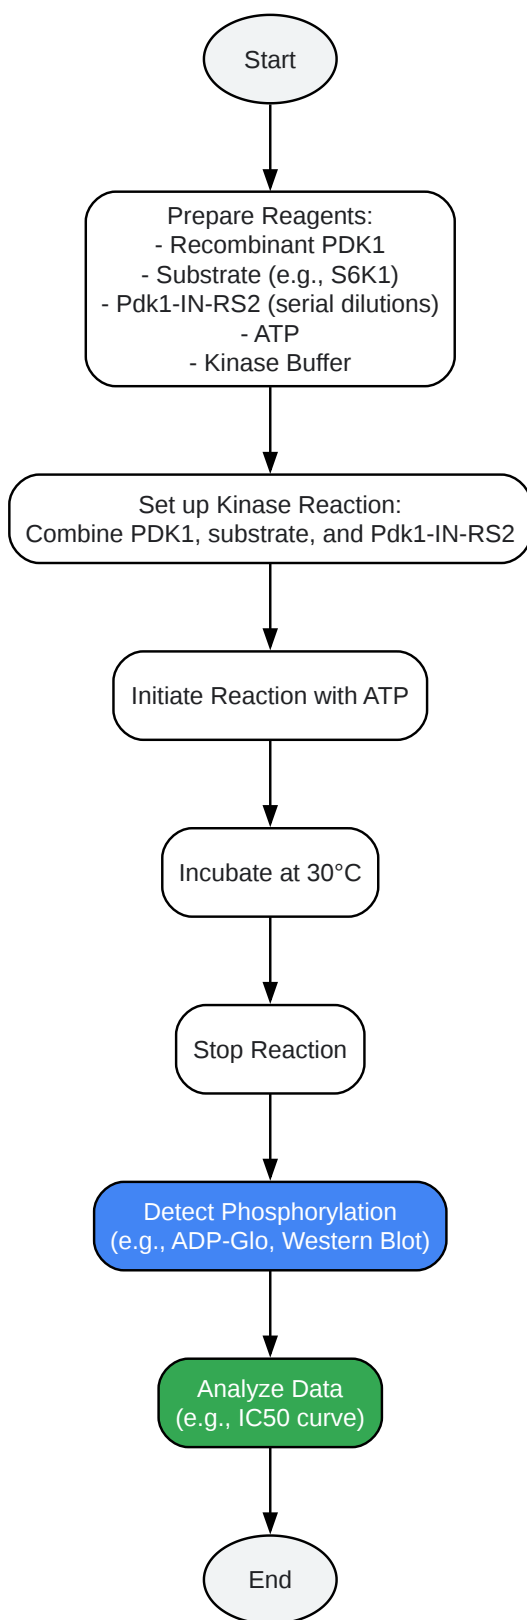 Start
Prepare Reagents:
- Recombinant PDK1
- Substrate (e.g., S6K1)
- Pdk1-IN-RS2 (serial dilutions)
- ATP
- Kinase Buffer
Set up Kinase Reaction:
Combine PDK1, substrate, and Pdk1-IN-RS2
Initiate Reaction with ATP
Incubate at 30°C
Stop Reaction
Detect Phosphorylation
(e.g., ADP-Glo, Western Blot)
Analyze Data
(e.g., IC50 curve)
End